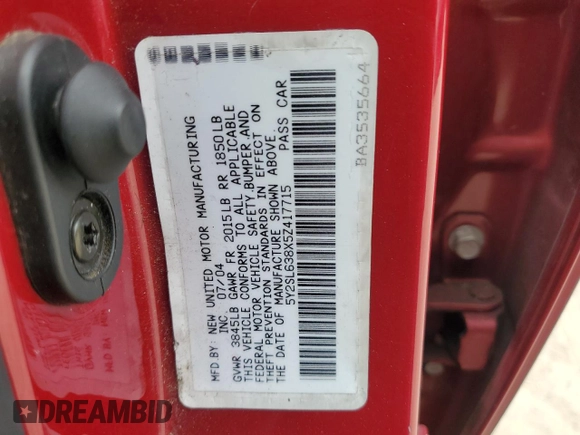 MFD BY: NEW UNITED MOTOR MANUFACTURING
INC. 07/04
GVWR 3845LB GAWR FR 2015LB RR 1850LB
THIS VEHICLE CONFORMS TO ALL APPLICABLE
FEDERAL MOTOR VEHICLE SAFETY, BUMPER AND
THEFT PREVENTION STANDARDS IN EFFECT ON
THE DATE OF MANUFACTURE SHOWN ABOVE.
5Y2SL638X5Z417715 PASS CAR
BA3535664
DREAMBID